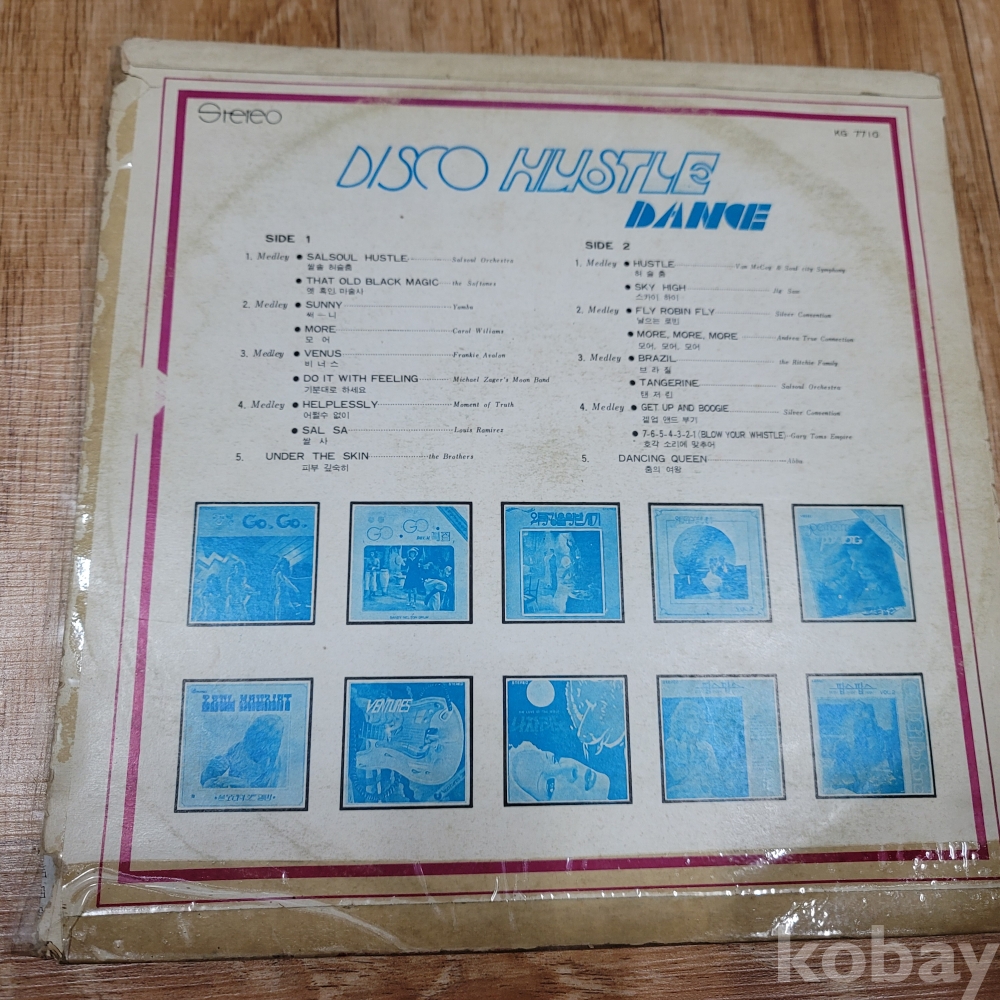 Stereo
KG 7710
DISCO HUSTLE
DANCE
SIDE 1
1. Medley ● SALSOUL HUSTLE Salsoul Orchestra
쌀솔 허슬춤
● THAT OLD BLACK MAGIC the Softones
옛 흑인 마술사
2. Medley ● SUNNY Yambu
써 ─ 니
● MORE Carol Wiliams
모 어
3. Medley ● VENUS Frankie Avalon
비 너 스
● DO IT WITH FEELING Michael Zager's Moon Band
기분대로 하세요
4. Medley ● HELPLESSLY Moment of Truth
어쩔수 없이
● SAL SA Louis Ramirez
쌀 사
5. UNDER THE SKIN the Brothers
피부 깊숙히
SIDE 2
1. Medley ● HUSTLE Van McCoy & Soul city Symphony
허 슬 춤
● SKY HIGH Jig Saw
스카이 하이
2. Medley ● FLY ROBIN FLY Silver Convention
날으는 로빈
● MORE, MORE, MORE Andrea True Connection
모어, 모어, 모어
3. Medley ● BRAZIL the Ritchie Family
브 라 질
● TANGERINE Salsoul Orchestra
탠 저 린
4. Medley ● GET UP AND BOOGIE Silver Convention
겟업 앤드 부기
● 7-6-5-4-3-2-1 (BLOW YOUR WHISTLE) Gary Toms Empire
호각 소리에 맞추어
5. DANCING QUEEN Abba
춤의 여왕
GO. GO.
GO. GO.
VENTURES
kobay